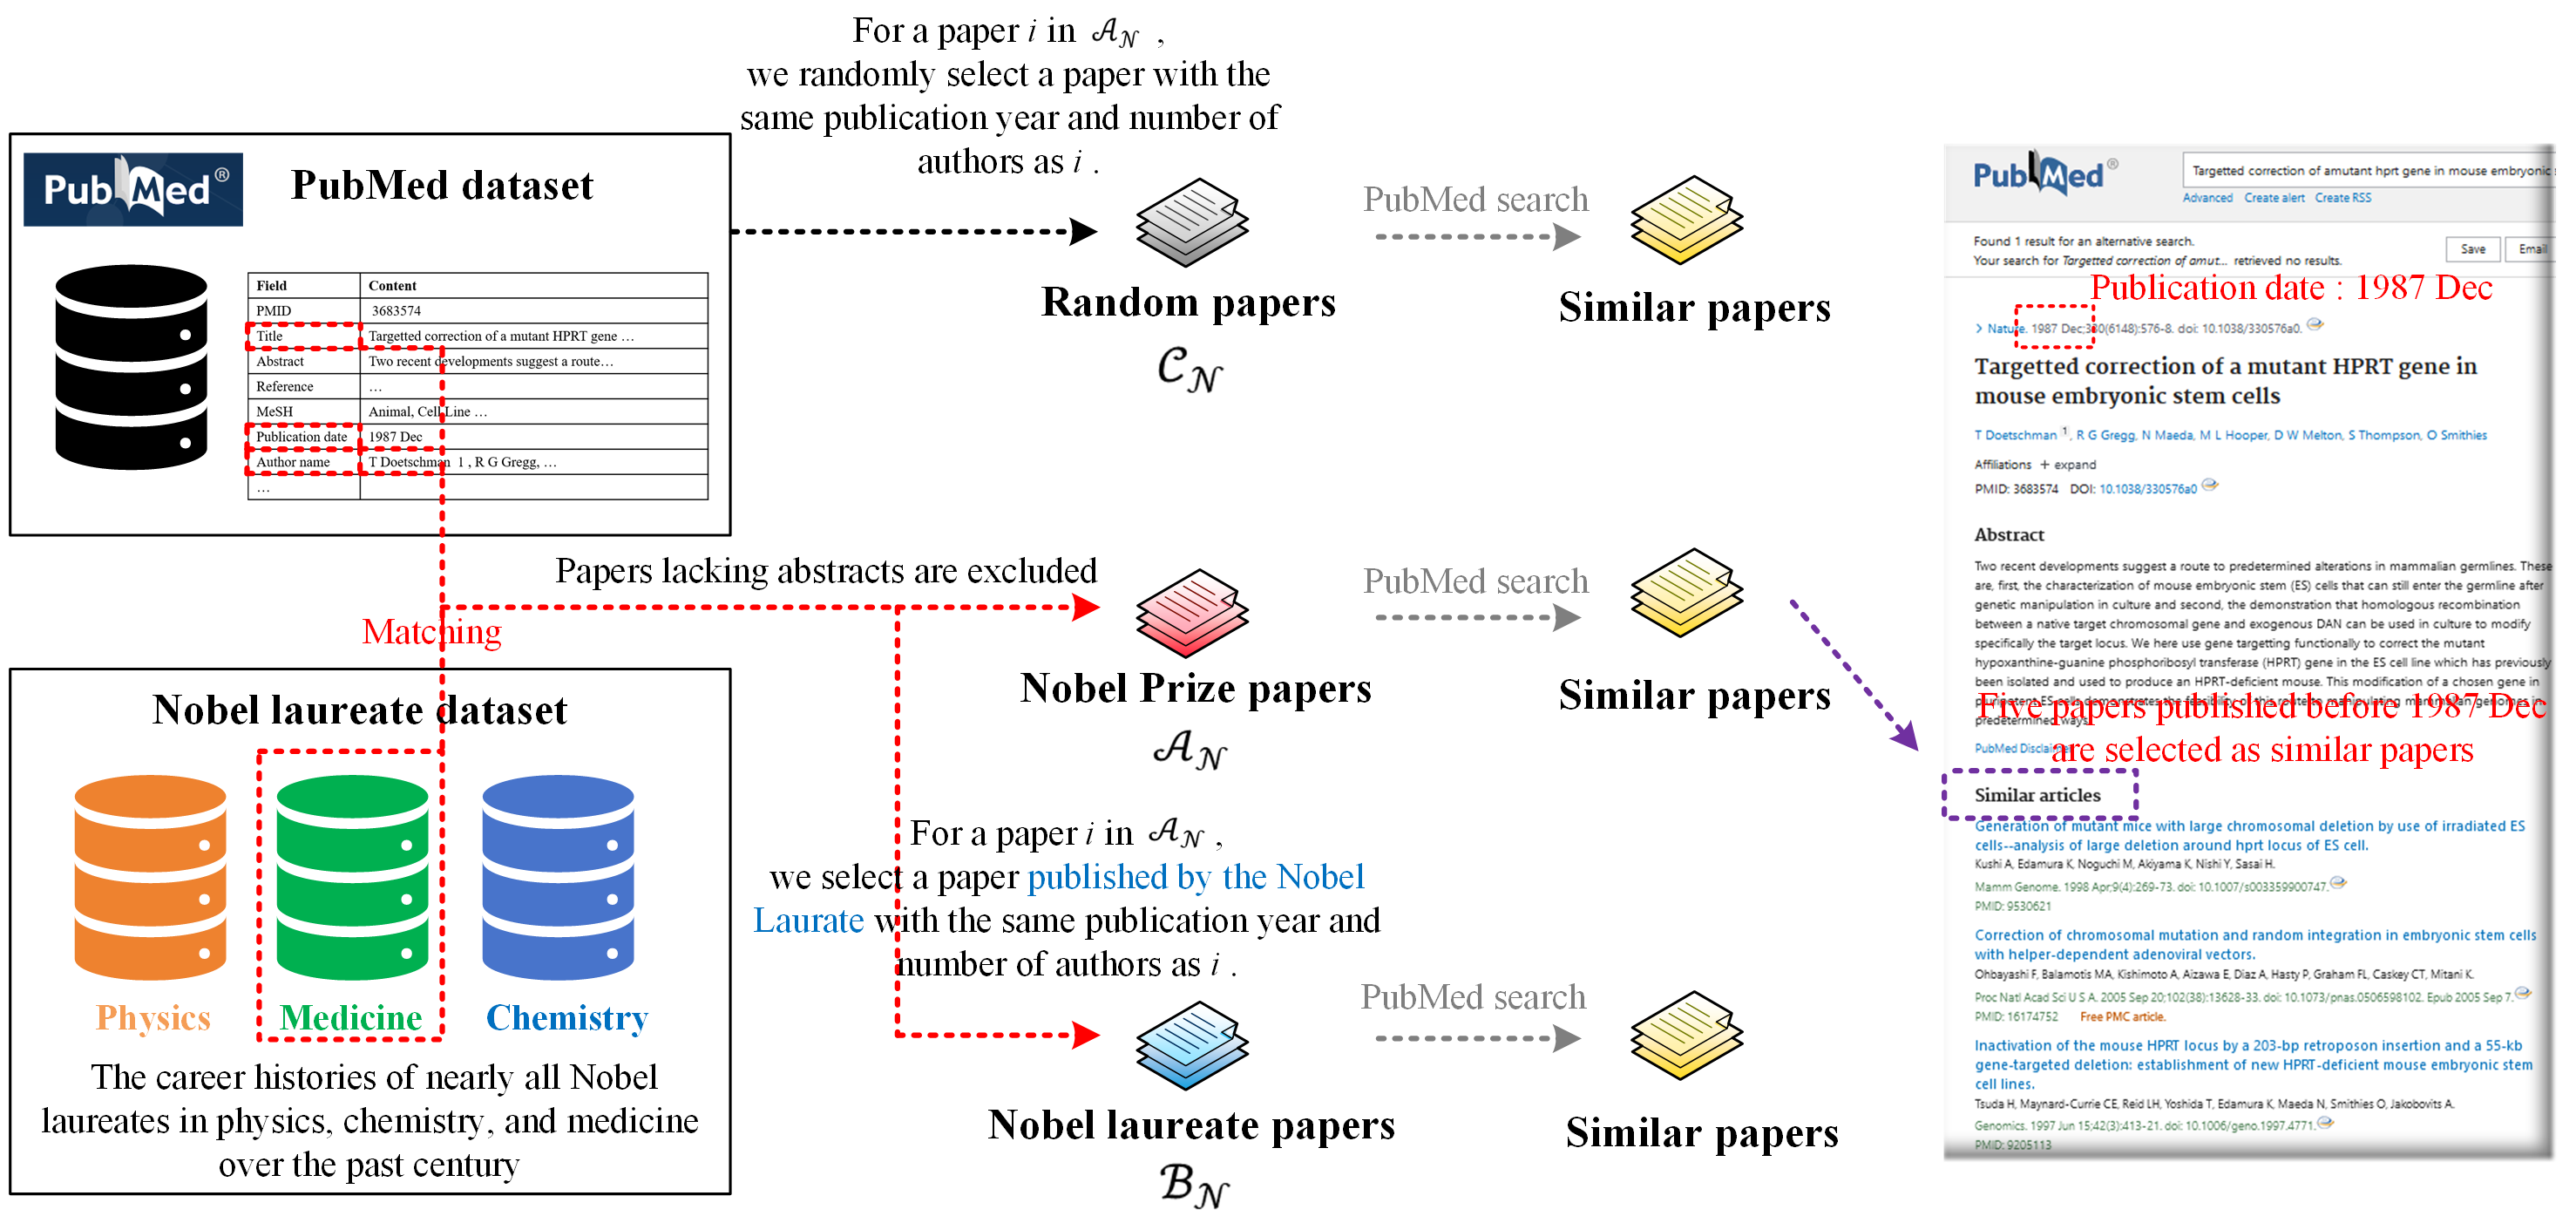 For a paper i in 𝒜_𝒩 ,
we randomly select a paper with the
same publication year and number of
authors as i .
PubMed®
PubMed dataset
Field Content
PMID 3683574
Title Targetted correction of a mutant HPRT gene …
Abstract Two recent developments suggest a route…
Reference …
MeSH Animal, Cell Line …
Publication date 1987 Dec
Author name T Doetschman 1 , R G Gregg, …
…
PubMed search
Random papers
𝒞_𝒩
Similar papers
Papers lacking abstracts are excluded
Matching
PubMed search
Nobel Prize papers
𝒜_𝒩
Similar papers
Nobel laureate dataset
Physics
Medicine
Chemistry
The career histories of nearly all Nobel
laureates in physics, chemistry, and medicine
over the past century
For a paper i in 𝒜_𝒩 ,
we select a paper published by the Nobel
Laurate with the same publication year and
number of authors as i .
PubMed search
Nobel laureate papers
ℬ_𝒩
Similar papers
PubMed®
Targetted correction of amutant hprt gene in mouse embryonic
Advanced Create alert Create RSS
Found 1 result for an alternative search.
Your search for Targetted correction of amut... retrieved no results.
Save
Email
Publication date : 1987 Dec
> Nature. 1987 Dec;330(6148):576-8. doi: 10.1038/330576a0.
Targetted correction of a mutant HPRT gene in
mouse embryonic stem cells
T Doetschman 1, R G Gregg, N Maeda, M L Hooper, D W Melton, S Thompson, O Smithies
Affiliations + expand
PMID: 3683574 DOI: 10.1038/330576a0
Abstract
Two recent developments suggest a route to predetermined alterations in mammalian germlines. These
are, first, the characterization of mouse embryonic stem (ES) cells that can still enter the germline after
genetic manipulation in culture and second, the demonstration that homologous recombination
between a native target chromosomal gene and exogenous DAN can be used in culture to modify
specifically the target locus. We here use gene targetting functionally to correct the mutant
hypoxanthine-guanine phosphoribosyl transferase (HPRT) gene in the ES cell line which has previously
been isolated and used to produce an HPRT-deficient mouse. This modification of a chosen gene in
pluripotent ES cells demonstrates the feasibility of this route to manipulating mammalian genomes in
predetermined ways.
Five papers published before 1987 Dec
are selected as similar papers
PubMed Disclaimer
Similar articles
Generation of mutant mice with large chromosomal deletion by use of irradiated ES
cells--analysis of large deletion around hprt locus of ES cell.
Kushi A, Edamura K, Noguchi M, Akiyama K, Nishi Y, Sasai H.
Mamm Genome. 1998 Apr;9(4):269-73. doi: 10.1007/s003359900747.
PMID: 9530621
Correction of chromosomal mutation and random integration in embryonic stem cells
with helper-dependent adenoviral vectors.
Ohbayashi F, Balamotis MA, Kishimoto A, Aizawa E, Diaz A, Hasty P, Graham FL, Caskey CT, Mitani K.
Proc Natl Acad Sci U S A. 2005 Sep 20;102(38):13628-33. doi: 10.1073/pnas.0506598102. Epub 2005 Sep 7.
PMID: 16174752 Free PMC article.
Inactivation of the mouse HPRT locus by a 203-bp retroposon insertion and a 55-kb
gene-targeted deletion: establishment of new HPRT-deficient mouse embryonic stem
cell lines.
Tsuda H, Maynard-Currie CE, Reid LH, Yoshida T, Edamura K, Maeda N, Smithies O, Jakobovits A.
Genomics. 1997 Jun 15;42(3):413-21. doi: 10.1006/geno.1997.4771.
PMID: 9205113